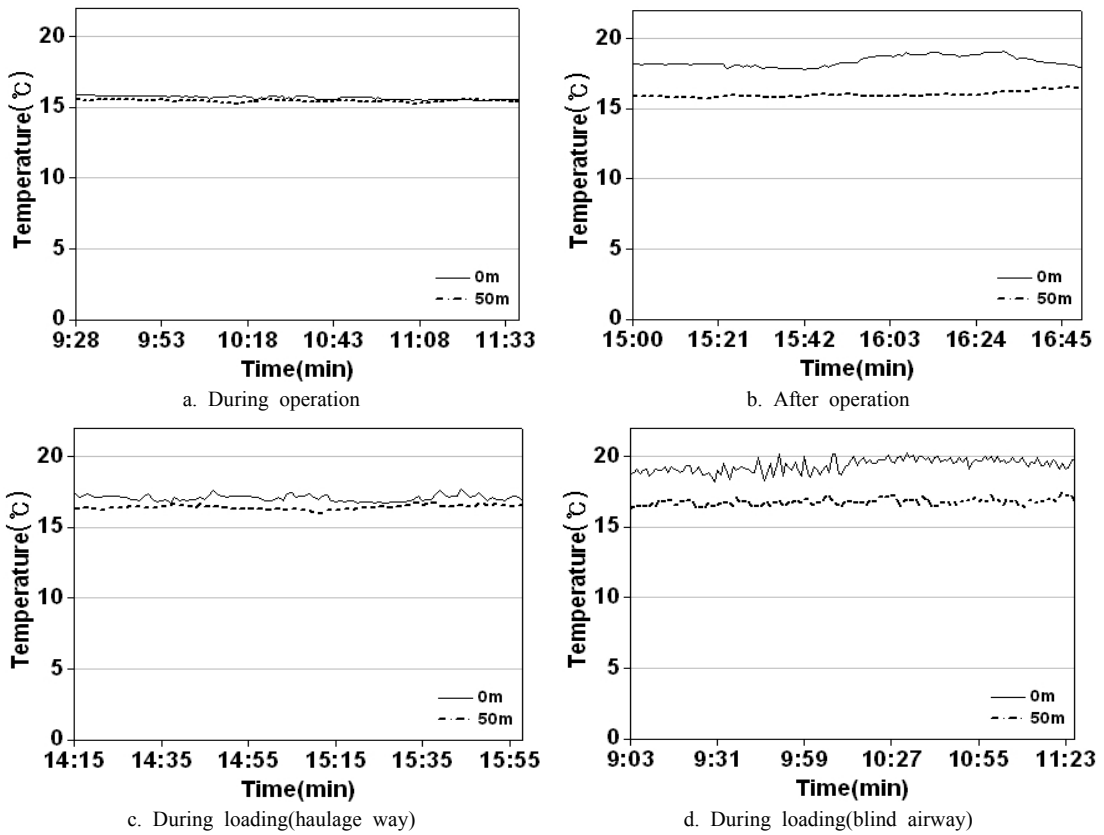 Temperature(℃)
20
15
10
5
0
0m
50m
9:28 9:53 10:18 10:43 11:08 11:33
Time(min)
a. During operation
Temperature(℃)
20
15
10
5
0
0m
50m
15:00 15:21 15:42 16:03 16:24 16:45
Time(min)
b. After operation
Temperature(℃)
20
15
10
5
0
0m
50m
14:15 14:35 14:55 15:15 15:35 15:55
Time(min)
c. During loading(haulage way)
Temperature(℃)
20
15
10
5
0
0m
50m
9:03 9:31 9:59 10:27 10:55 11:23
Time(min)
d. During loading(blind airway)